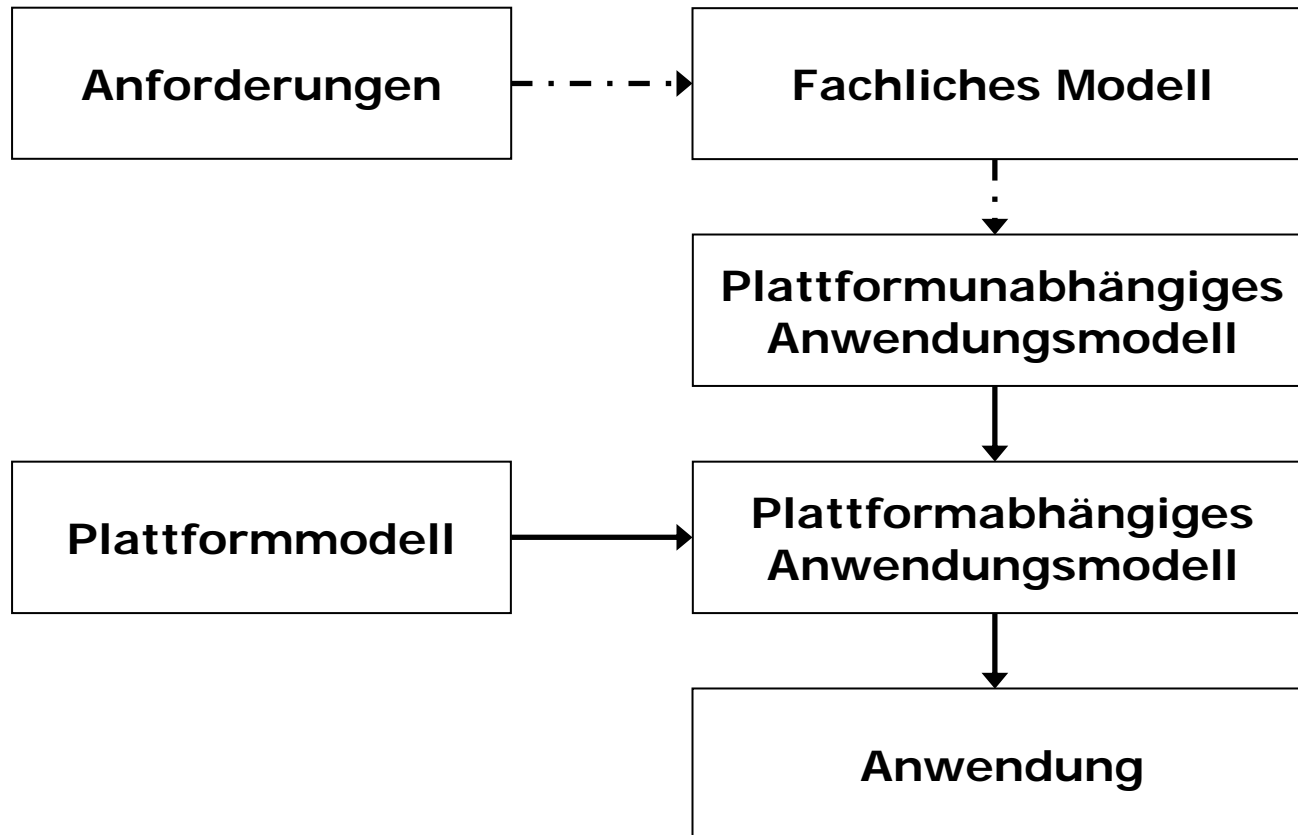 Anforderungen
Fachliches Modell
Plattformunabhängiges
Anwendungsmodell
Plattformmodell
Plattformabhängiges
Anwendungsmodell
Anwendung